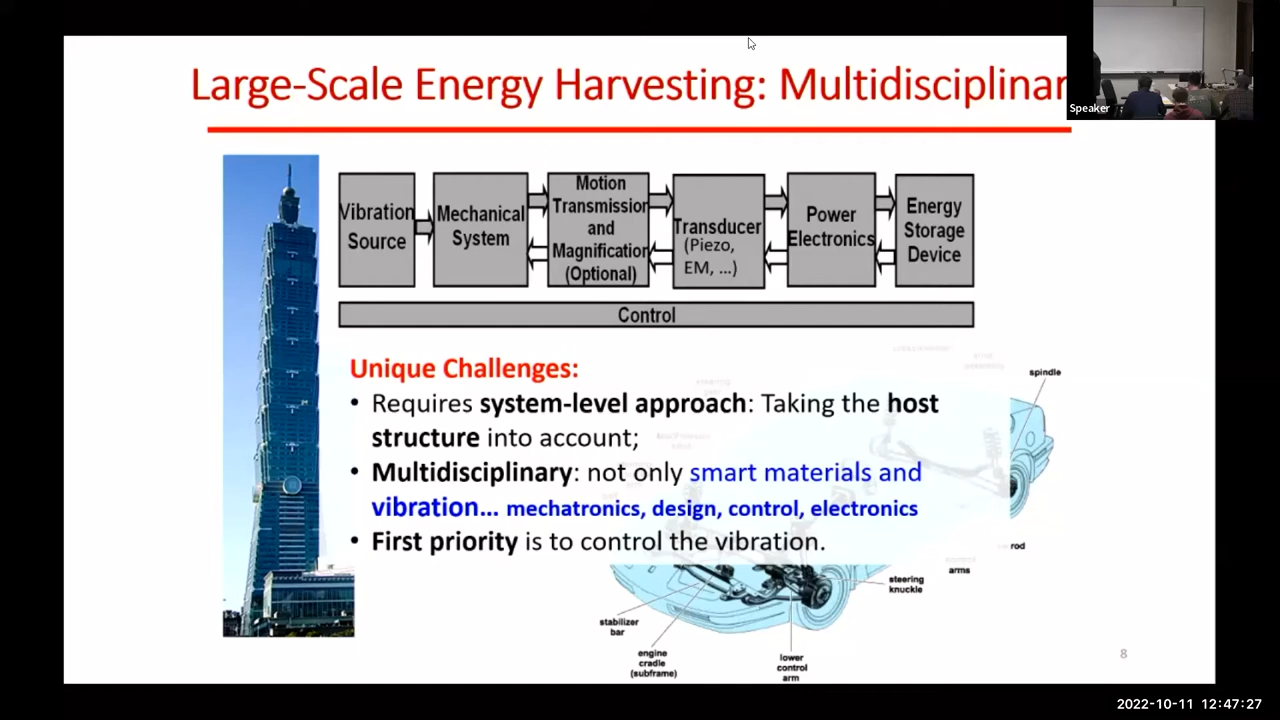 Large-Scale Energy Harvesting: Multidisciplinar
Speaker
Vibration
Source
Mechanical
System
Motion
Transmission
and
Magnification
(Optional)
Transducer
(Piezo,
EM, ...)
Power
Electronics
Energy
Storage
Device
Control
Unique Challenges:
• Requires system-level approach: Taking the host
structure into account;
• Multidisciplinary: not only smart materials and
vibration... mechatronics, design, control, electronics
• First priority is to control the vibration.
spindle
rod
arms
steering
knuckle
stabilizer
bar
engine
cradle
(subframe)
lower
control
arm
8
2022-10-11 12:47:27